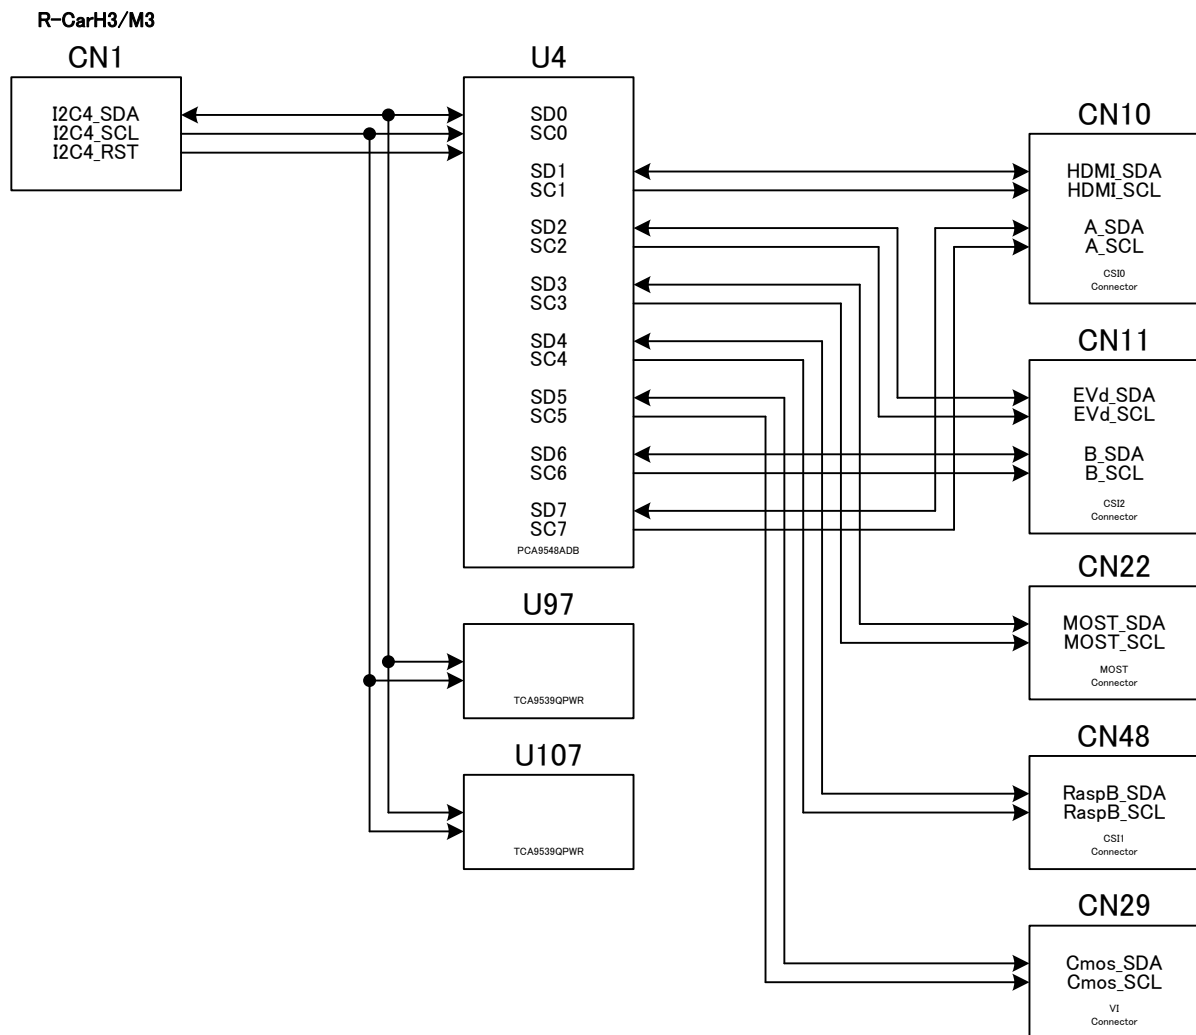 R-CarH3/M3
CN1
I2C4_SDA
I2C4_SCL
I2C4_RST
U4
SD0
SC0
SD1
SC1
SD2
SC2
SD3
SC3
SD4
SC4
SD5
SC5
SD6
SC6
SD7
SC7
PCA9548ADB
U97
TCA9539QPWR
U107
TCA9539QPWR
CN10
HDMI_SDA
HDMI_SCL
A_SDA
A_SCL
CSI0
Connector
CN11
EVd_SDA
EVd_SCL
B_SDA
B_SCL
CSI2
Connector
CN22
MOST_SDA
MOST_SCL
MOST
Connector
CN48
RaspB_SDA
RaspB_SCL
CSI1
Connector
CN29
Cmos_SDA
Cmos_SCL
VI
Connector